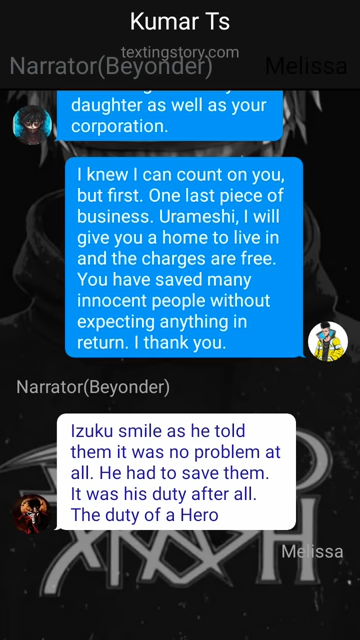 Kumar Ts
textingstory.com
Narrator(Beyonder)
Melissa
daughter as well as your
corporation.
I knew I can count on you,
but first. One last piece of
business. Urameshi, I will
give you a home to live in
and the charges are free.
You have saved many
innocent people without
expecting anything in
return. I thank you.
Narrator(Beyonder)
Izuku smile as he told
them it was no problem at
all. He had to save them.
It was his duty after all.
The duty of a Hero
Melissa